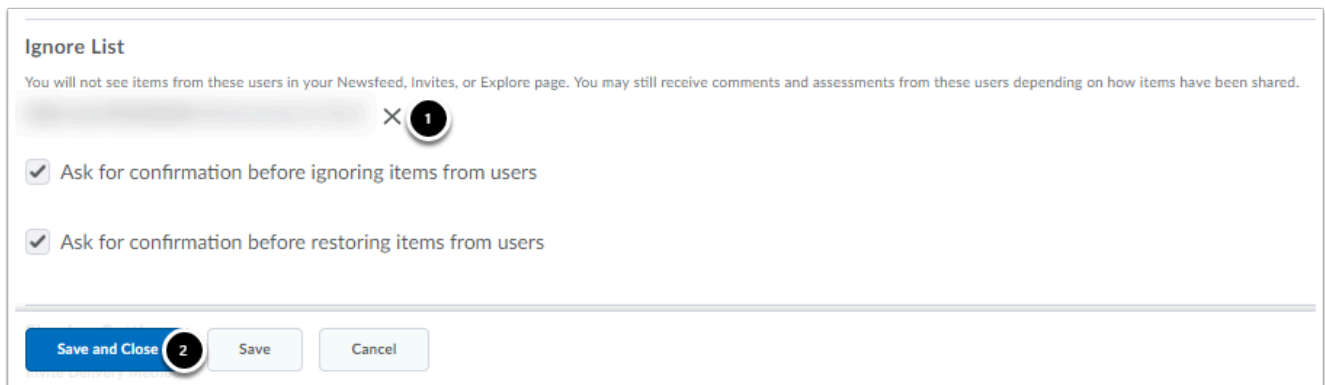 Ignore List
You will not see items from these users in your Newsfeed, Invites, or Explore page. You may still receive comments and assessments from these users depending on how items have been shared.
1
Ask for confirmation before ignoring items from users
Ask for confirmation before restoring items from users
Save and Close 2 Save Cancel
Invite Delivery